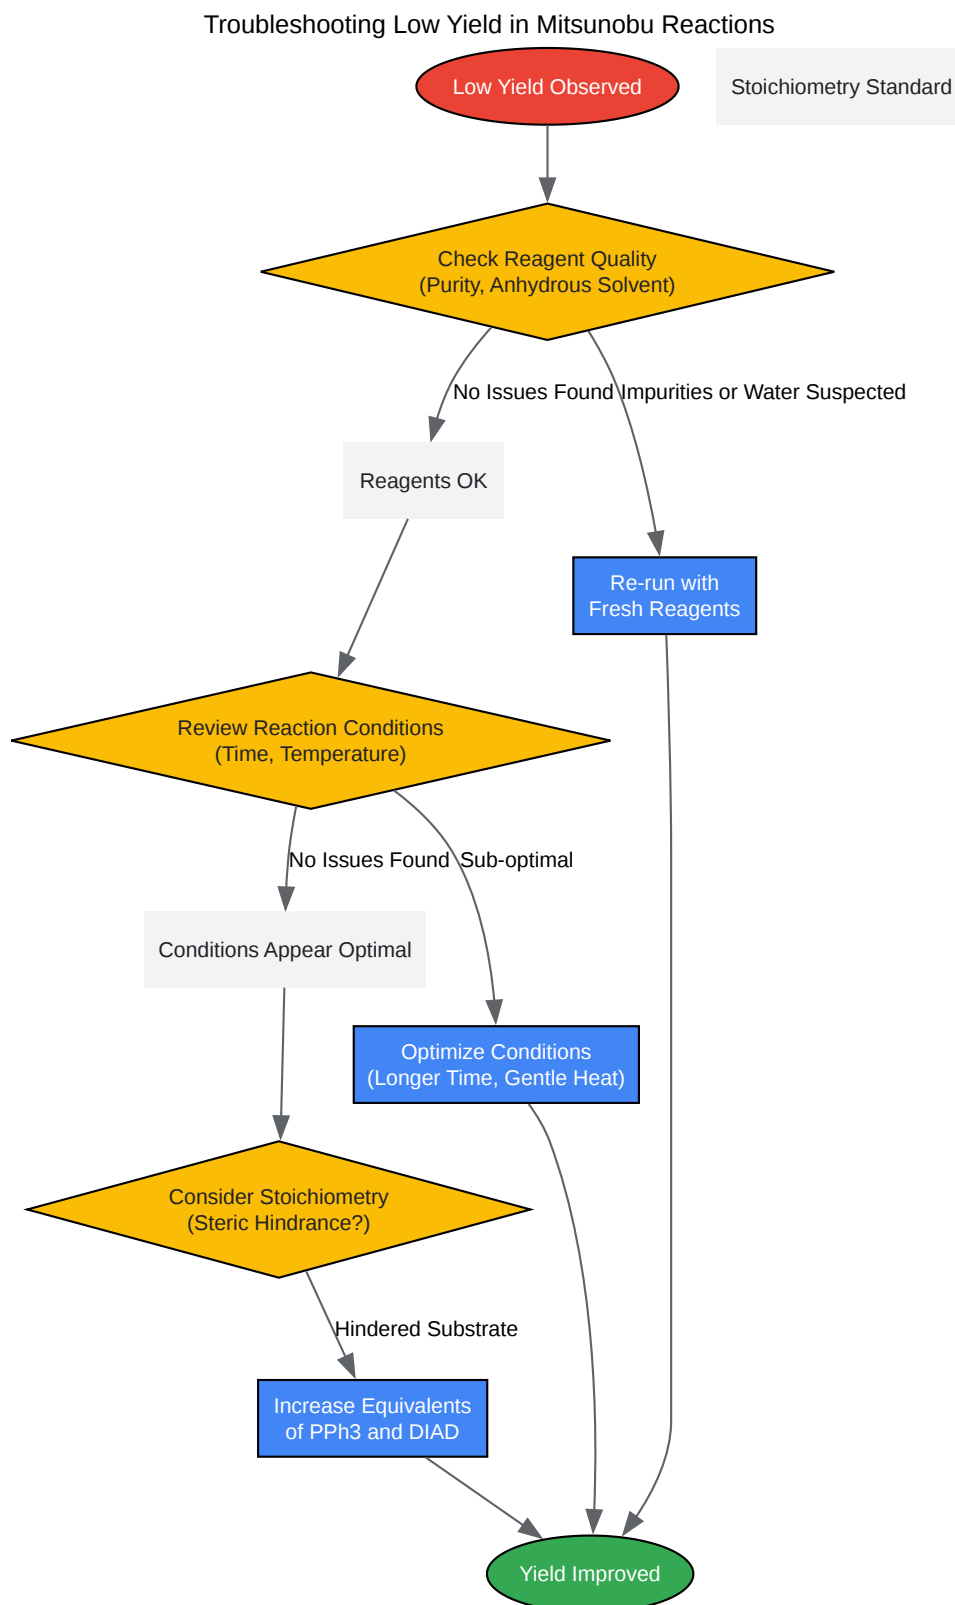 Troubleshooting Low Yield in Mitsunobu Reactions
Low Yield Observed
Stoichiometry Standard
Check Reagent Quality
(Purity, Anhydrous Solvent)
No Issues Found
Impurities or Water Suspected
Reagents OK
Re-run with
Fresh Reagents
Review Reaction Conditions
(Time, Temperature)
No Issues Found
Sub-optimal
Conditions Appear Optimal
Optimize Conditions
(Longer Time, Gentle Heat)
Consider Stoichiometry
(Steric Hindrance?)
Hindered Substrate
Increase Equivalents
of PPh3 and DIAD
Yield Improved